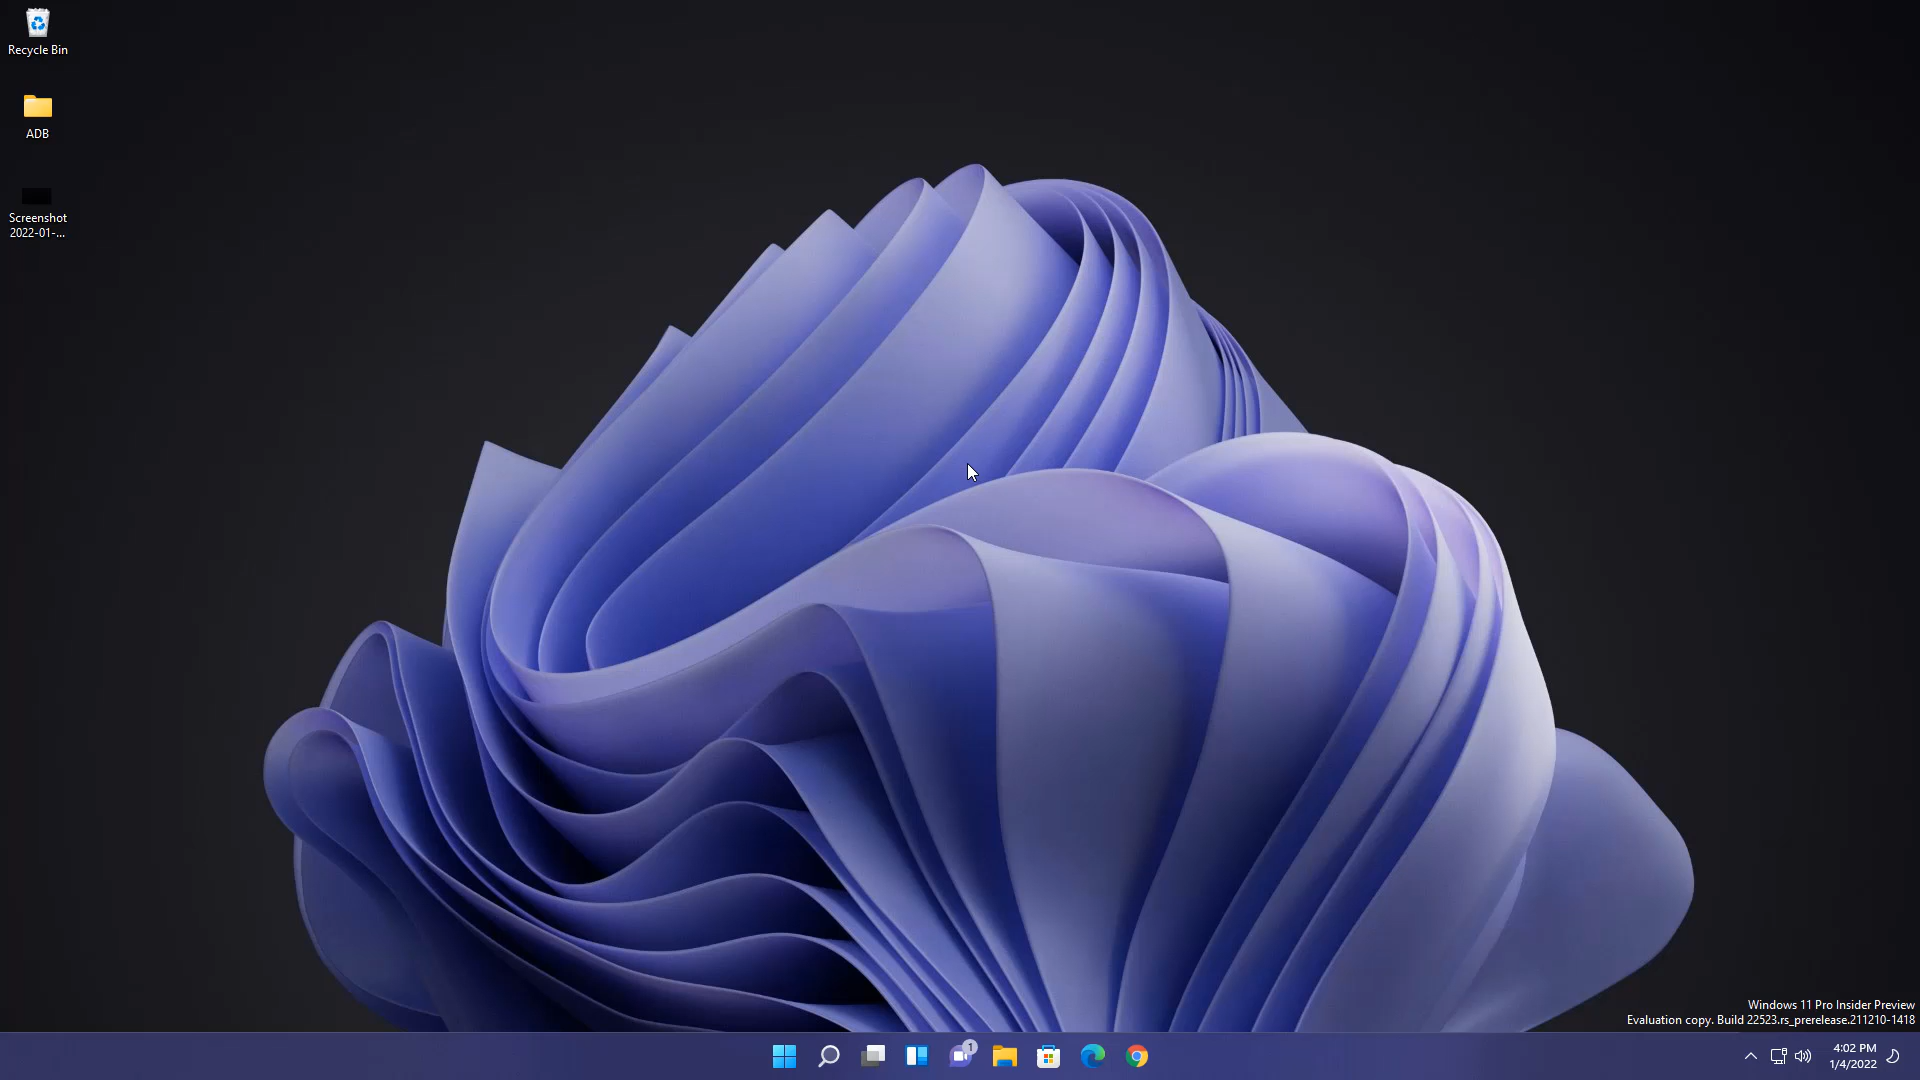 Recycle Bin
ADB
Screenshot
2022-01-...
Windows 11 Pro Insider Preview
Evaluation copy. Build 22523.rs_prerelease.211210-1418
1
4:02 PM
1/4/2022